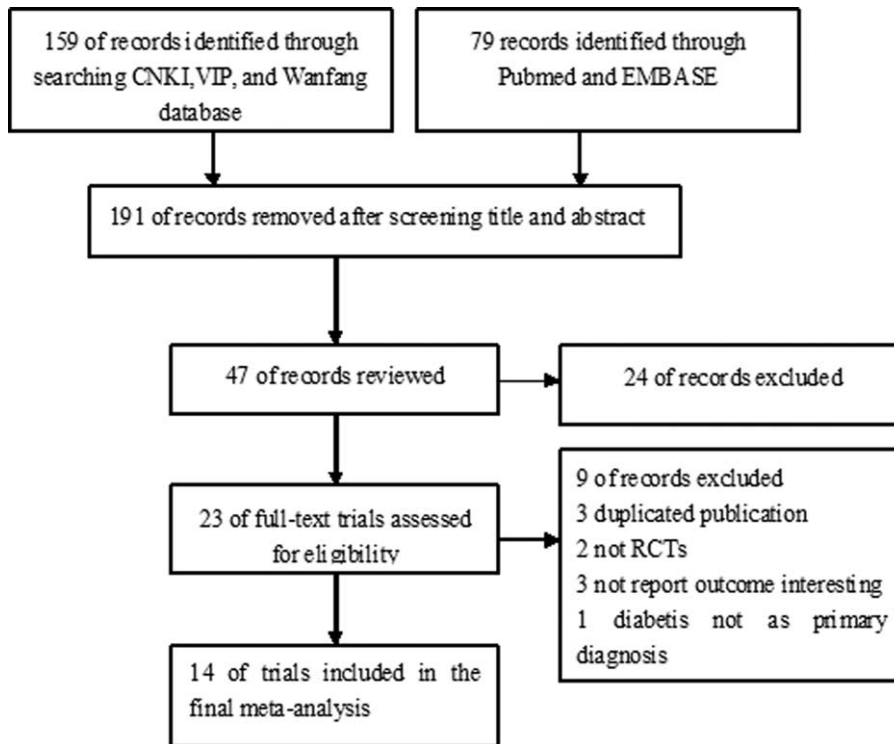 159 of records identified through
searching CNKI,VIP, and Wanfang
database
79 records identified through
Pubmed and EMBASE
191 of records removed after screening title and abstract
47 of records reviewed
24 of records excluded
23 of full-text trials assessed
for eligibility
9 of records excluded
3 duplicated publication
2 not RCTs
3 not report outcome interesting
1 diabetis not as primary
diagnosis
14 of trials included in the
final meta-analysis